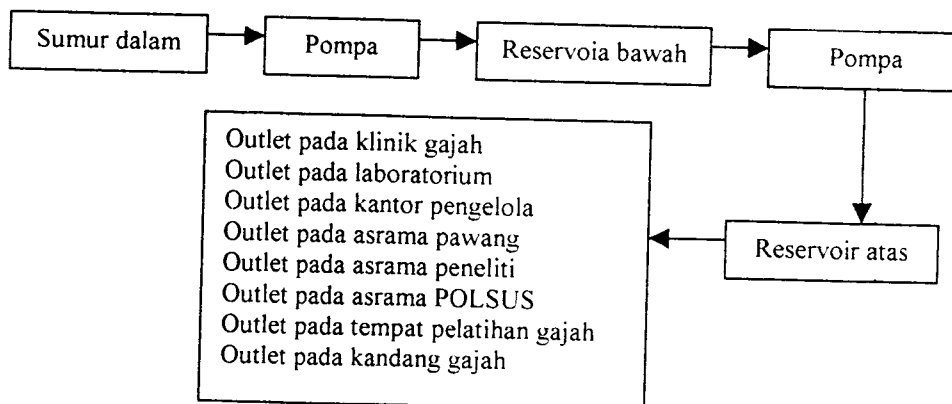 Sumur dalam
Pompa
Reservoia bawah
Pompa
Reservoir atas
Outlet pada klinik gajah
Outlet pada laboratorium
Outlet pada kantor pengelola
Outlet pada asrama pawang
Outlet pada asrama peneliti
Outlet pada asrama POLSUS
Outlet pada tempat pelatihan gajah
Outlet pada kandang gajah